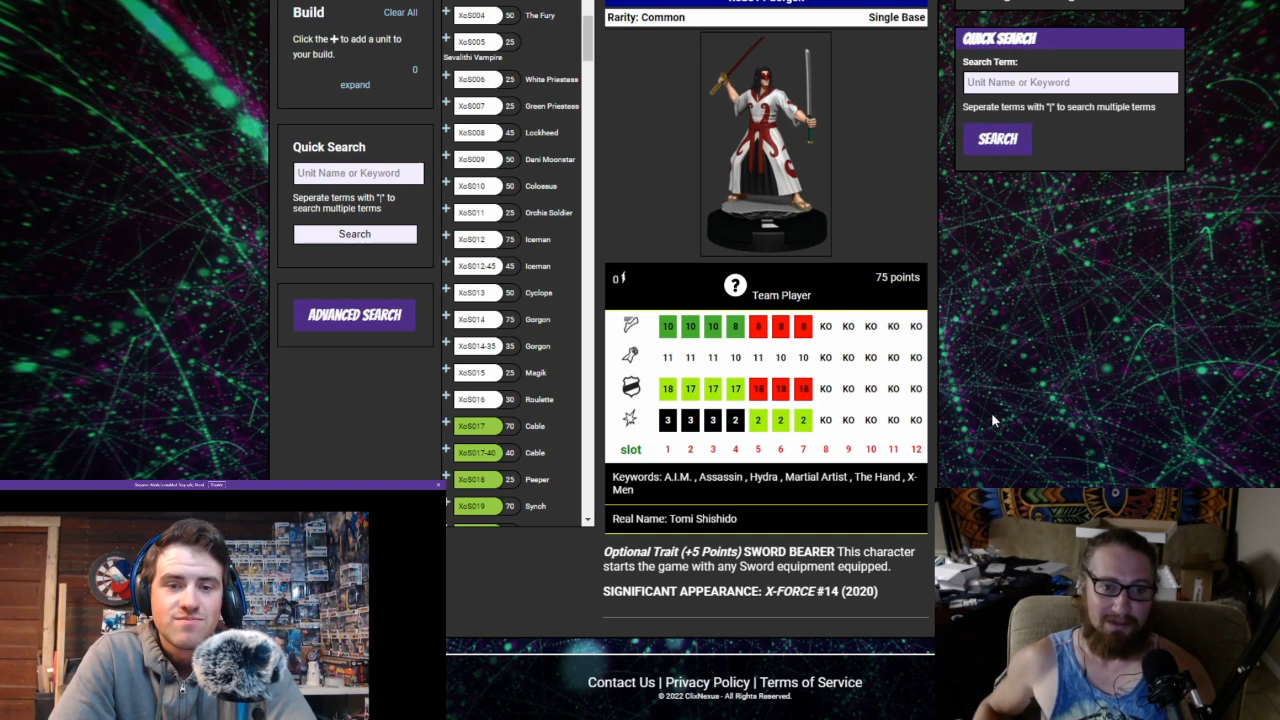 Build
Clear All
Click the + to add a unit to
your build.
0
expand
Quick Search
Unit Name or Keyword
Seperate terms with "|" to
search multiple terms
Search
ADVANCED SEARCH
XoS004 50 The Fury
XoS005 25
Sevalithi Vampire
XoS006 25 White Priestess
XoS007 25 Green Priestess
XoS008 45 Lockheed
XoS009 50 Dani Moonstar
XoS010 50 Colossus
XoS011 25 Orchis Soldier
XoS012 75 Iceman
XoS012-45 45 Iceman
XoS013 50 Cyclops
XoS014 75 Gorgon
XoS014-35 35 Gorgon
XoS015 25 Magik
XoS016 30 Roulette
XoS017 70 Cable
XoS017-40 40 Cable
XoS018 25 Peeper
XoS019 70 Synch
Rarity: Common
Single Base
0
?
Team Player
75 points
10 10 10 8 8 8 8 KO KO KO KO KO
11 11 11 10 11 10 10 KO KO KO KO KO
18 17 17 17 18 18 18 KO KO KO KO KO
3 3 3 2 2 2 2 KO KO KO KO KO
slot 1 2 3 4 5 6 7 8 9 10 11 12
Keywords: A.I.M. , Assassin , Hydra , Martial Artist , The Hand , X-
Men
Real Name: Tomi Shishido
Optional Trait (+5 Points) SWORD BEARER This character
starts the game with any Sword equipment equipped.
SIGNIFICANT APPEARANCE: X-FORCE #14 (2020)
Contact Us | Privacy Policy | Terms of Service
© 2022 ClixNexus - All Rights Reserved.
QUICK SEARCH
Search Term:
Unit Name or Keyword
Seperate terms with "|" to search multiple terms
SEARCH